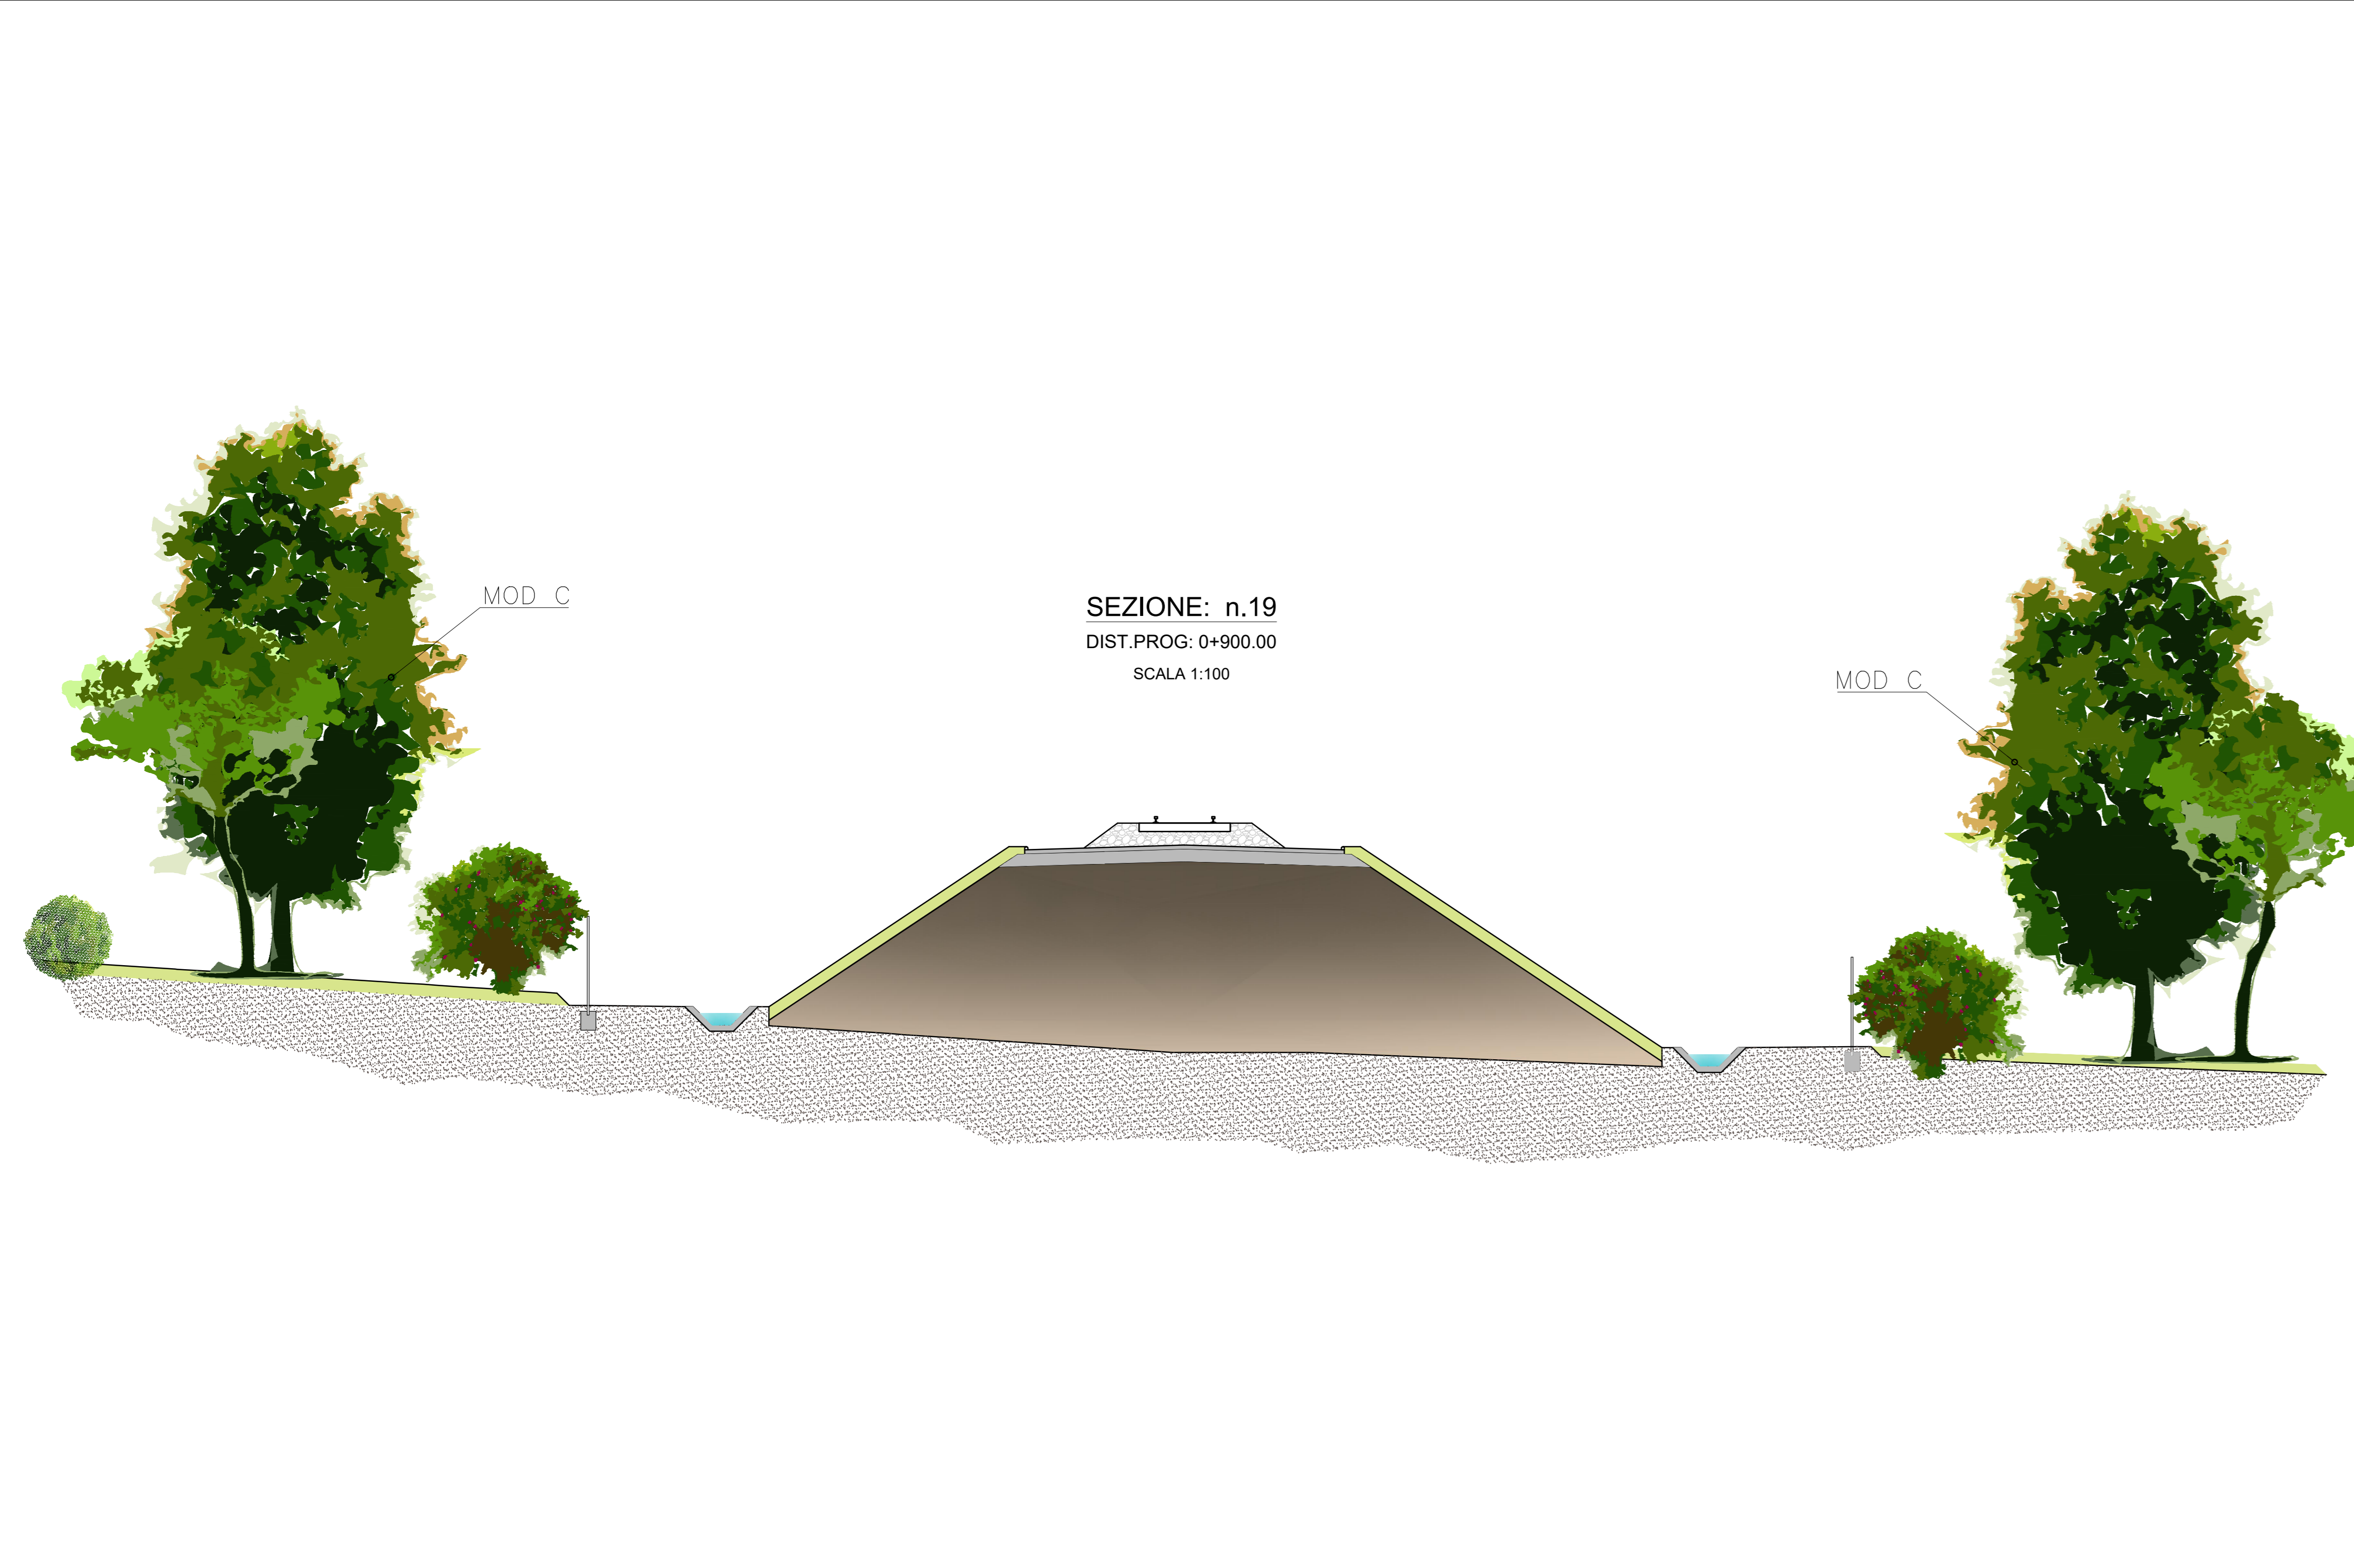 MOD C
SEZIONE: n.19
DIST.PROG: 0+900.00
SCALA 1:100
MOD C